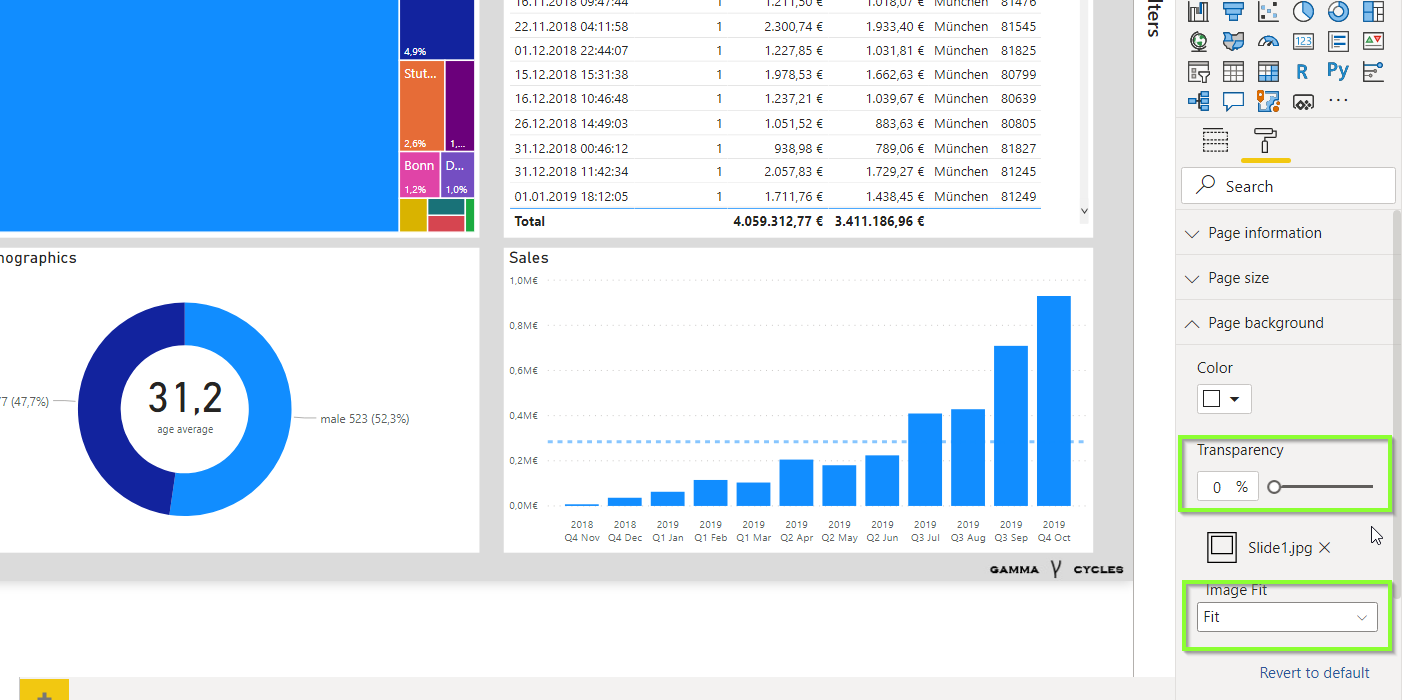 4,9%
Stut...
2,6%
1,...
Bonn
D...
1,2%
1,0%
16.11.2018 09:47:44 1 1.211,50 € 1.018,07 € München 81476
22.11.2018 04:11:58 1 2.300,74 € 1.933,40 € München 81545
01.12.2018 22:44:07 1 1.227,85 € 1.031,81 € München 81825
15.12.2018 15:31:38 1 1.978,53 € 1.662,63 € München 80799
16.12.2018 10:46:48 1 1.237,21 € 1.039,67 € München 80639
26.12.2018 14:49:03 1 1.051,52 € 883,63 € München 80805
31.12.2018 00:46:12 1 938,98 € 789,06 € München 81827
31.12.2018 11:42:34 1 2.057,83 € 1.729,27 € München 81245
01.01.2019 18:12:05 1 1.711,76 € 1.438,45 € München 81249
Total 4.059.312,77 € 3.411.186,96 €
nographics
31,2
age average
7 (47,7%)
male 523 (52,3%)
Sales
1,0M€
0,8M€
0,6M€
0,4M€
0,2M€
0,0M€
2018 2018 2019 2019 2019 2019 2019 2019 2019 2019 2019 2019
Q4 Nov Q4 Dec Q1 Jan Q1 Feb Q1 Mar Q2 Apr Q2 May Q2 Jun Q3 Jul Q3 Aug Q3 Sep Q4 Oct
GAMMA CYCLES
lters
123
R Py
...
Search
Page information
Page size
Page background
Color
Transparency
0 %
Slide1.jpg
Image Fit
Fit
Revert to default